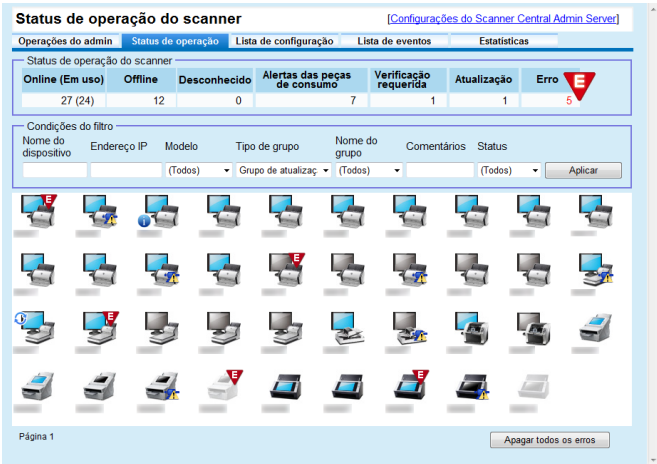 Status de operação do scanner
[Configurações do Scanner Central Admin Server]
Operações do admin Status de operação Lista de configuração Lista de eventos Estatísticas
Status de operação do scanner
Online (Em uso) Offline Desconhecido Alertas das peças de consumo Verificação requerida Atualização Erro E
27 (24) 12 0 7 1 1 5
Condições do filtro
Nome do dispositivo Endereço IP Modelo Tipo de grupo Nome do grupo Comentários Status
(Todos) Grupo de atualizaç (Todos) (Todos) Aplicar
E
E
E
E E
Página 1
Apagar todos os erros